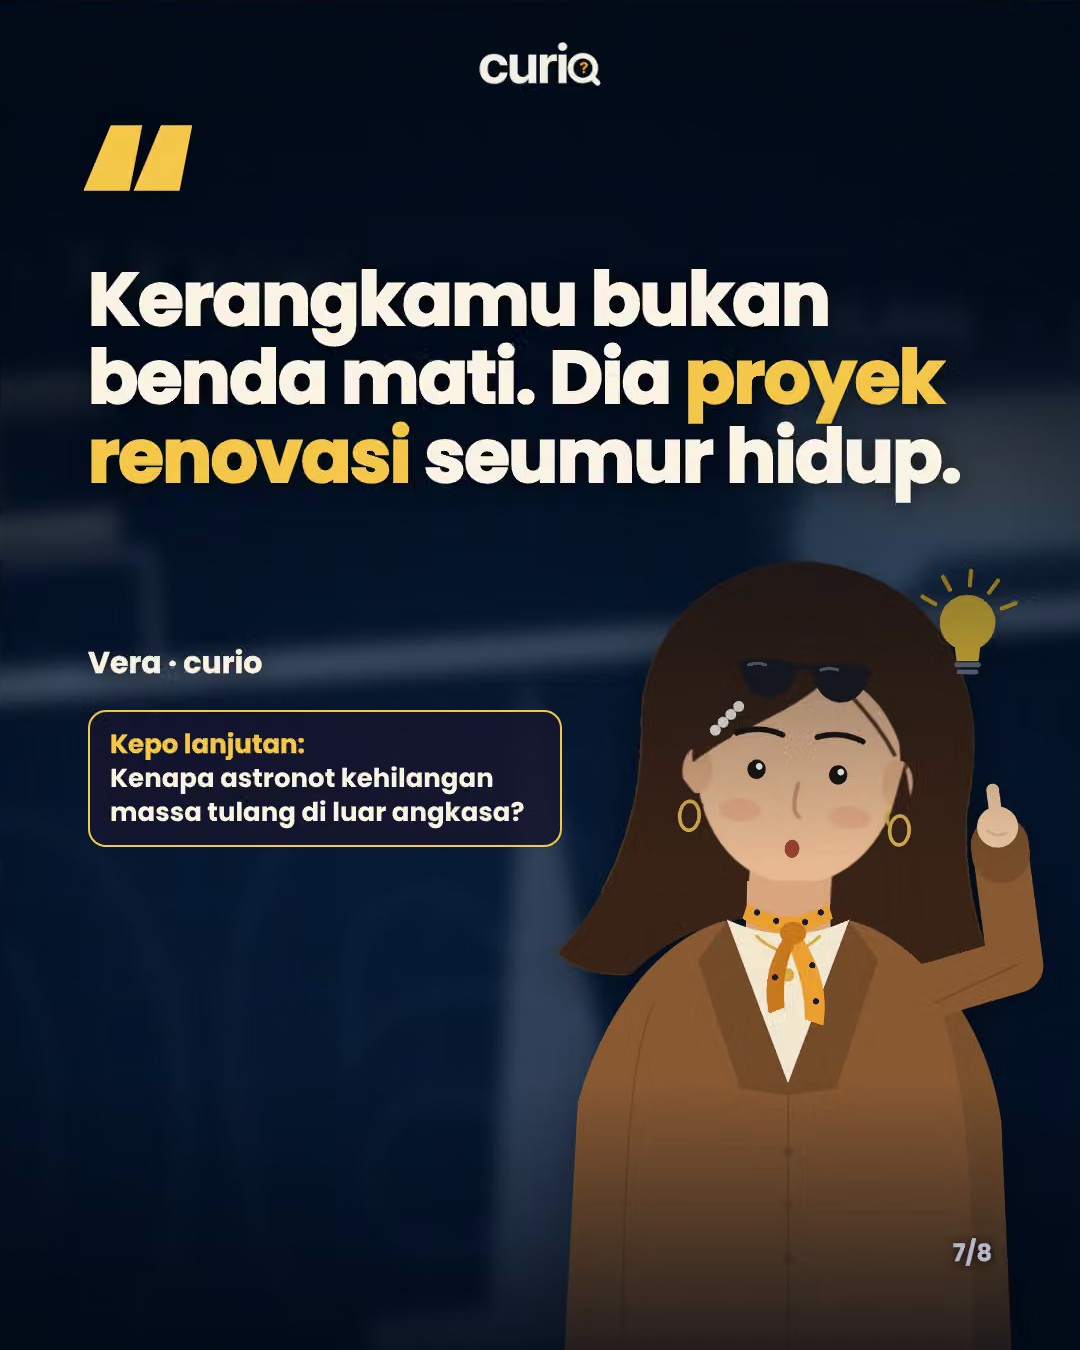 curio
Kerangkamu bukan
benda mati. Dia proyek
renovasi seumur hidup.
Vera · curio
Kepo lanjutan:
Kenapa astronot kehilangan
massa tulang di luar angkasa?
7/8